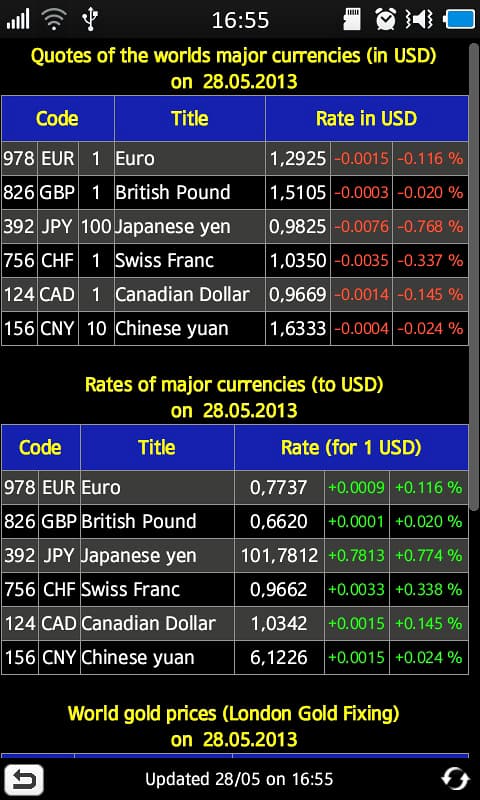 16:55
Quotes of the worlds major currencies (in USD)
on 28.05.2013
Code Title Rate in USD
978 EUR 1 Euro 1,2925 -0.0015 -0.116 %
826 GBP 1 British Pound 1,5105 -0.0003 -0.020 %
392 JPY 100 Japanese yen 0,9825 -0.0076 -0.768 %
756 CHF 1 Swiss Franc 1,0350 -0.0035 -0.337 %
124 CAD 1 Canadian Dollar 0,9669 -0.0014 -0.145 %
156 CNY 10 Chinese yuan 1,6333 -0.0004 -0.024 %
Rates of major currencies (to USD)
on 28.05.2013
Code Title Rate (for 1 USD)
978 EUR Euro 0,7737 +0.0009 +0.116 %
826 GBP British Pound 0,6620 +0.0001 +0.020 %
392 JPY Japanese yen 101,7812 +0.7813 +0.774 %
756 CHF Swiss Franc 0,9662 +0.0033 +0.338 %
124 CAD Canadian Dollar 1,0342 +0.0015 +0.145 %
156 CNY Chinese yuan 6,1226 +0.0015 +0.024 %
World gold prices (London Gold Fixing)
on 28.05.2013
Updated 28/05 on 16:55